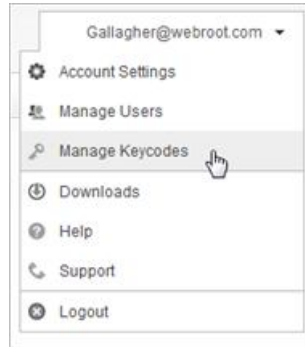 Gallagher@webroot.com
Account Settings
Manage Users
Manage Keycodes
Downloads
Help
Support
Logout